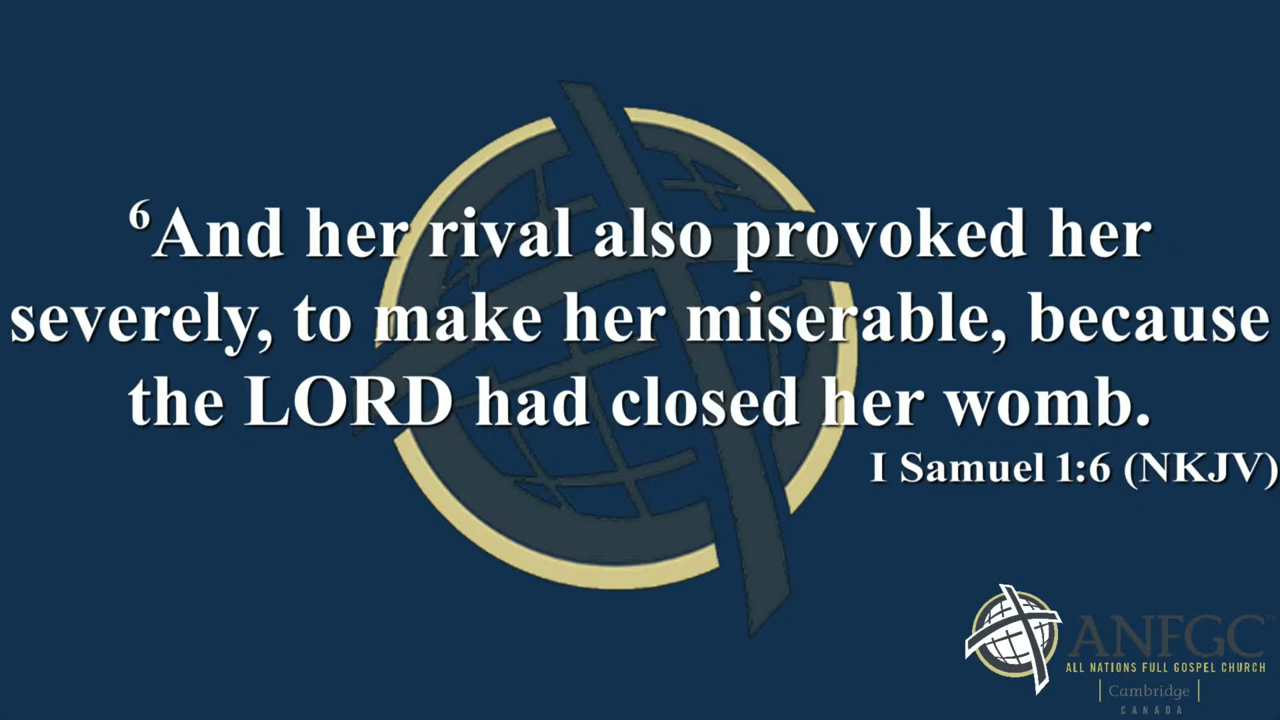 ⁶And her rival also provoked her
severely, to make her miserable, because
the LORD had closed her womb.
I Samuel 1:6 (NKJV)
ANFGC
ALL NATIONS FULL GOSPEL CHURCH
| Cambridge |
CANADA